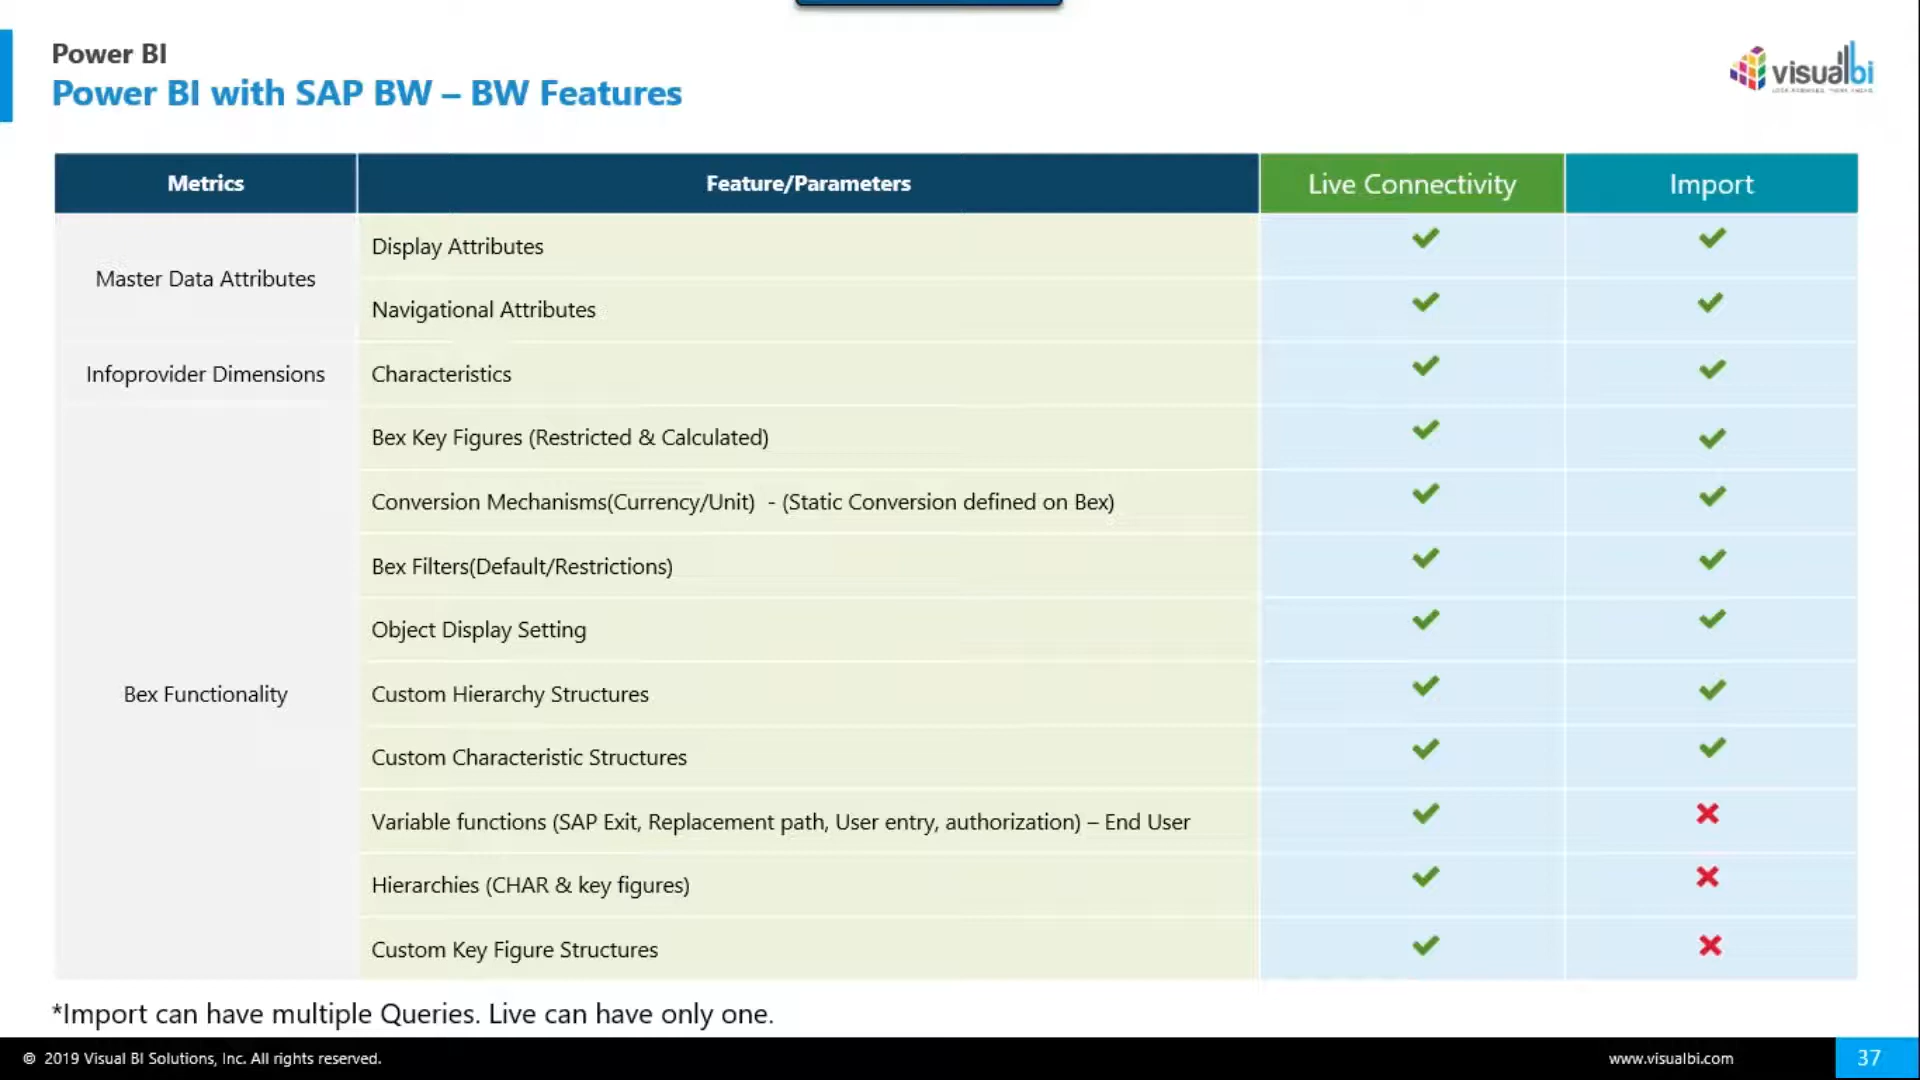 Power BI
Power BI with SAP BW – BW Features
visualbi
Metrics
Feature/Parameters
Live Connectivity
Import
Master Data Attributes
Display Attributes
Navigational Attributes
Infoprovider Dimensions
Characteristics
Bex Functionality
Bex Key Figures (Restricted & Calculated)
Conversion Mechanisms(Currency/Unit)  - (Static Conversion defined on Bex)
Bex Filters(Default/Restrictions)
Object Display Setting
Custom Hierarchy Structures
Custom Characteristic Structures
Variable functions (SAP Exit, Replacement path, User entry, authorization) – End User
Hierarchies (CHAR & key figures)
Custom Key Figure Structures
*Import can have multiple Queries. Live can have only one.
© 2019 Visual BI Solutions, Inc. All rights reserved.
www.visualbi.com
37